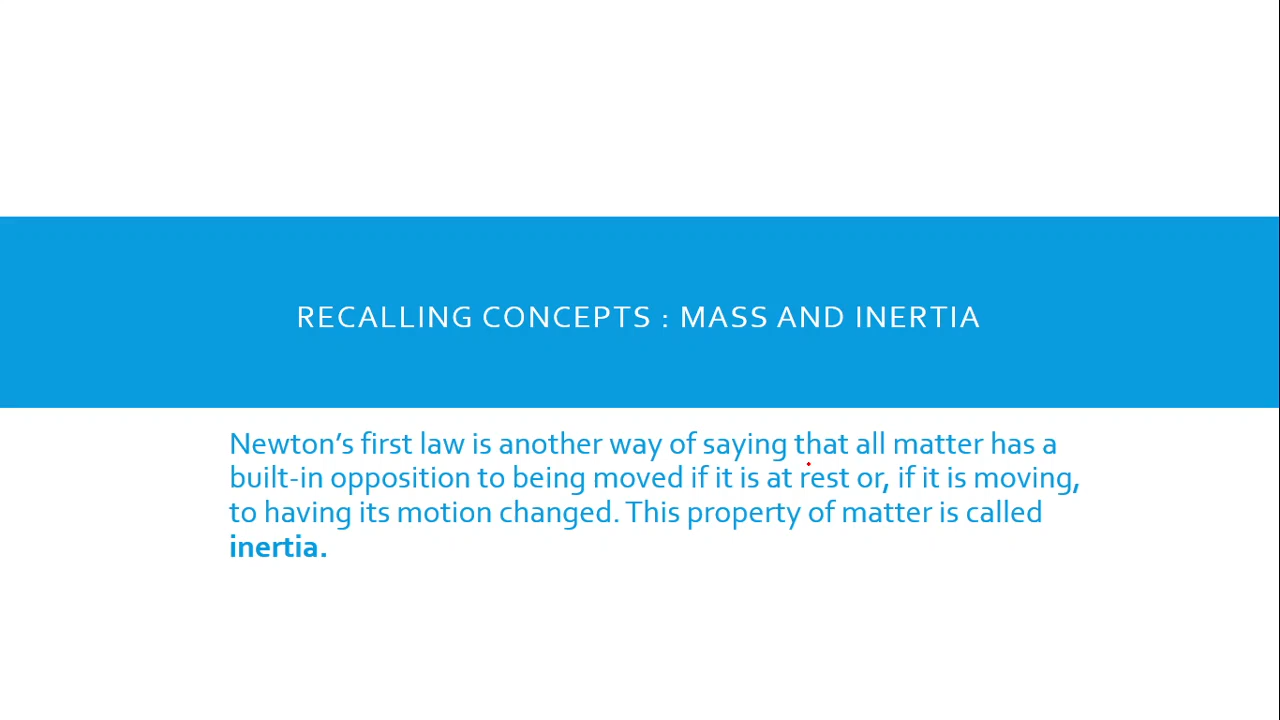 RECALLING CONCEPTS : MASS AND INERTIA
Newton’s first law is another way of saying that all matter has a
built-in opposition to being moved if it is at rest or, if it is moving,
to having its motion changed. This property of matter is called
inertia.